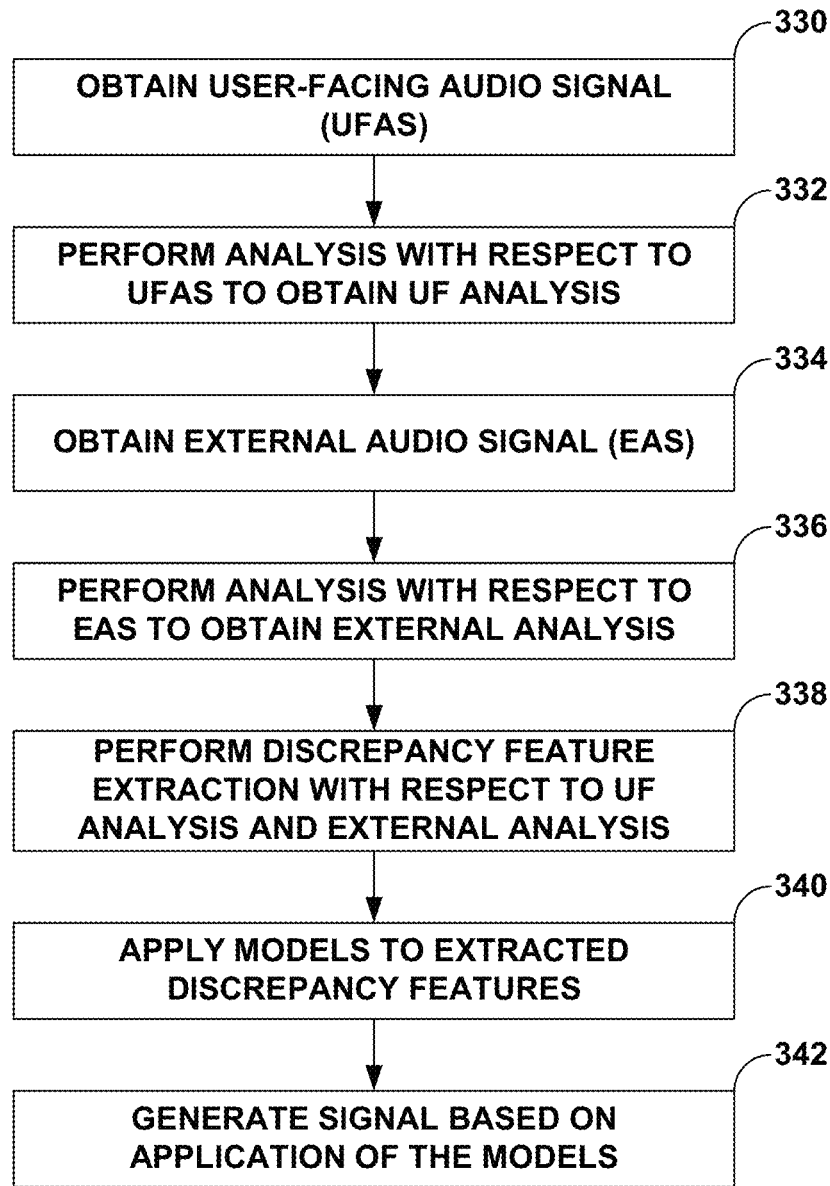 330
OBTAIN USER-FACING AUDIO SIGNAL
(UFAS)
332
PERFORM ANALYSIS WITH RESPECT TO
UFAS TO OBTAIN UF ANALYSIS
334
OBTAIN EXTERNAL AUDIO SIGNAL (EAS)
336
PERFORM ANALYSIS WITH RESPECT TO
EAS TO OBTAIN EXTERNAL ANALYSIS
338
PERFORM DISCREPANCY FEATURE
EXTRACTION WITH RESPECT TO UF
ANALYSIS AND EXTERNAL ANALYSIS
340
APPLY MODELS TO EXTRACTED
DISCREPANCY FEATURES
342
GENERATE SIGNAL BASED ON
APPLICATION OF THE MODELS